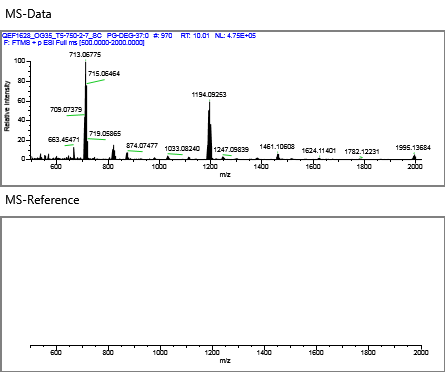 MS-Data
QEF1628_OG35_T5-750-2-7_BC PG-DEG-37:0 #: 970 RT: 10.01 NL: 4.75E+05
F: FTMS + p ESI Full ms [500.0000-2000.0000]
713.06775
100
715.06464
80
1194.09253
60
709.07379
40
719.05865
663.45471
874.07477
1033.08240
1247.09839
1461.10608
1624.11401
1782.12231
1995.13684
20
0
Relative Intensity
600 800 1000 1200 1400 1600 1800 2000
m/z
MS-Reference
600 800 1000 1200 1400 1600 1800 2000
m/z